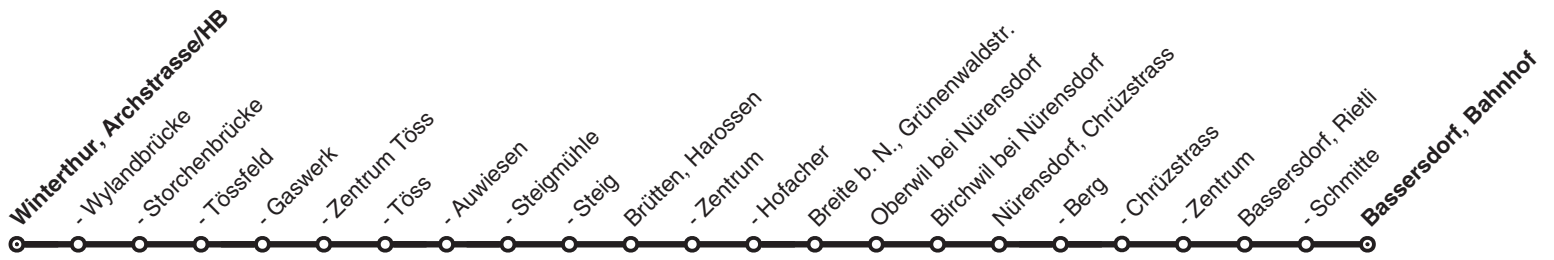 Winterthur, Archstrasse/HB
- Wylandbrücke
- Storchenbrücke
- Tössfeld
- Gaswerk
- Zentrum Töss
- Töss
- Auwiesen
- Steigmühle
- Steig
Brütten, Harossen
- Zentrum
- Hofacher
Breite b. N., Grünenwaldstr.
Oberwil bei Nürensdorf
Birchwil bei Nürensdorf
Nürensdorf, Chrüzstrass
- Berg
- Chrüzstrass
- Zentrum
Bassersdorf, Rietli
- Schmitte
Bassersdorf, Bahnhof